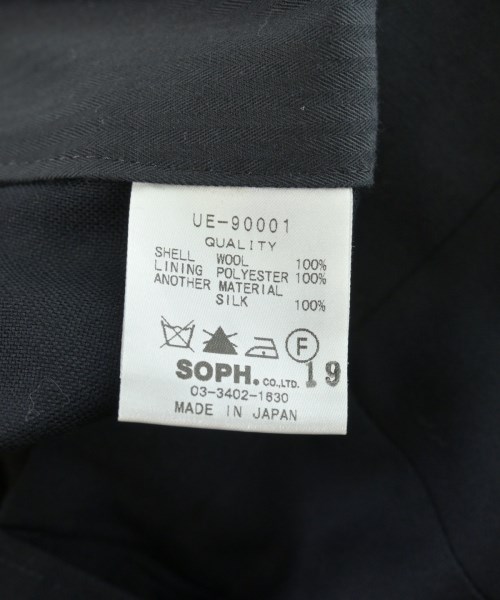 UE-90001
QUALITY
SHELL WOOL 100%
LINING POLYESTER 100%
ANOTHER MATERIAL
SILK 100%
F
SOPH. CO.,LTD. 19
03-3402-1830
MADE IN JAPAN